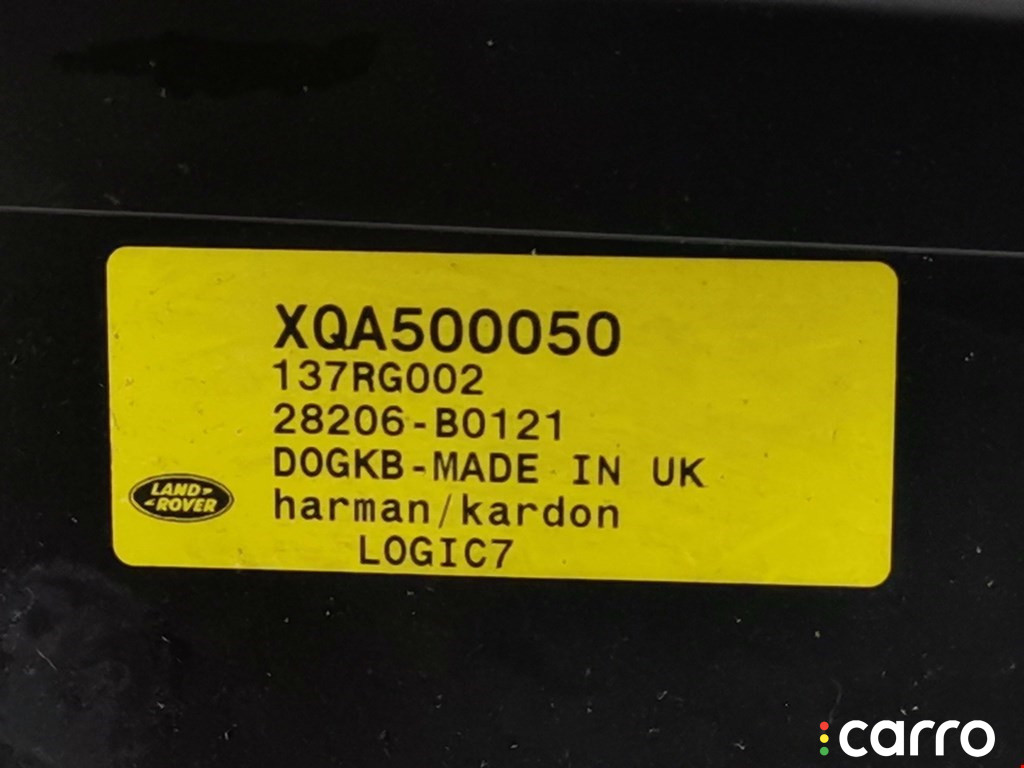 XQA500050
137RG002
28206-B0121
DOGKB-MADE IN UK
LAND
ROVER
harman/kardon
LOGIC7
carro